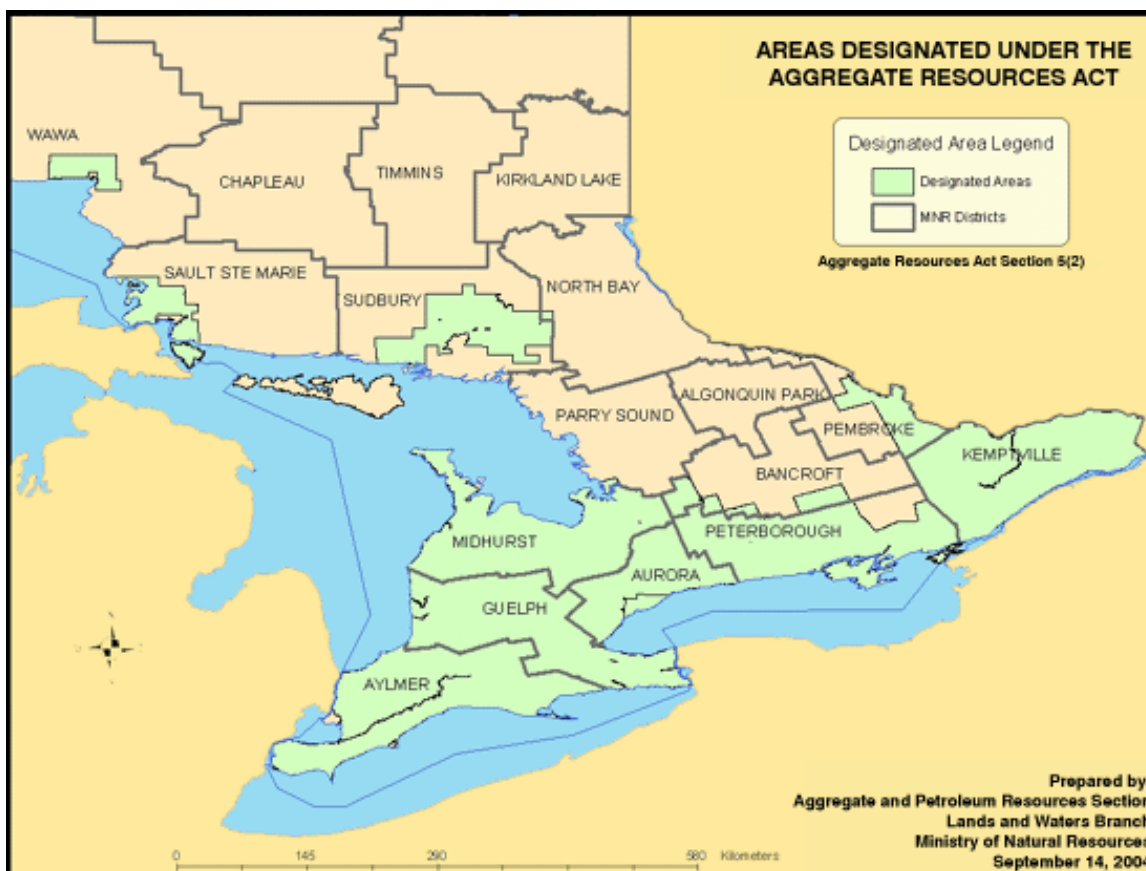 AREAS DESIGNATED UNDER THE
AGGREGATE RESOURCES ACT
Designated Area Legend
Designated Areas
MNR Districts
Aggregate Resources Act Section 5(2)
WAWA
CHAPLEAU
TIMMINS
KIRKLAND LAKE
SAULT STE MARIE
SUDBURY
NORTH BAY
PARRY SOUND
ALGONQUIN PARK
PEMBROKE
BANCROFT
KEMPTVILLE
PETERBOROUGH
MIDHURST
AURORA
GUELPH
AYLMER
Prepared by
Aggregate and Petroleum Resources Section
Lands and Waters Branch
Ministry of Natural Resources
September 14, 2004
0 145 290 580 Kilometers